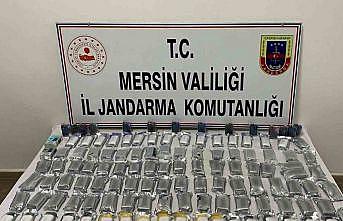 T.C.
MERSİN VALİLİĞİ
İL JANDARMA KOMUTANLIĞI